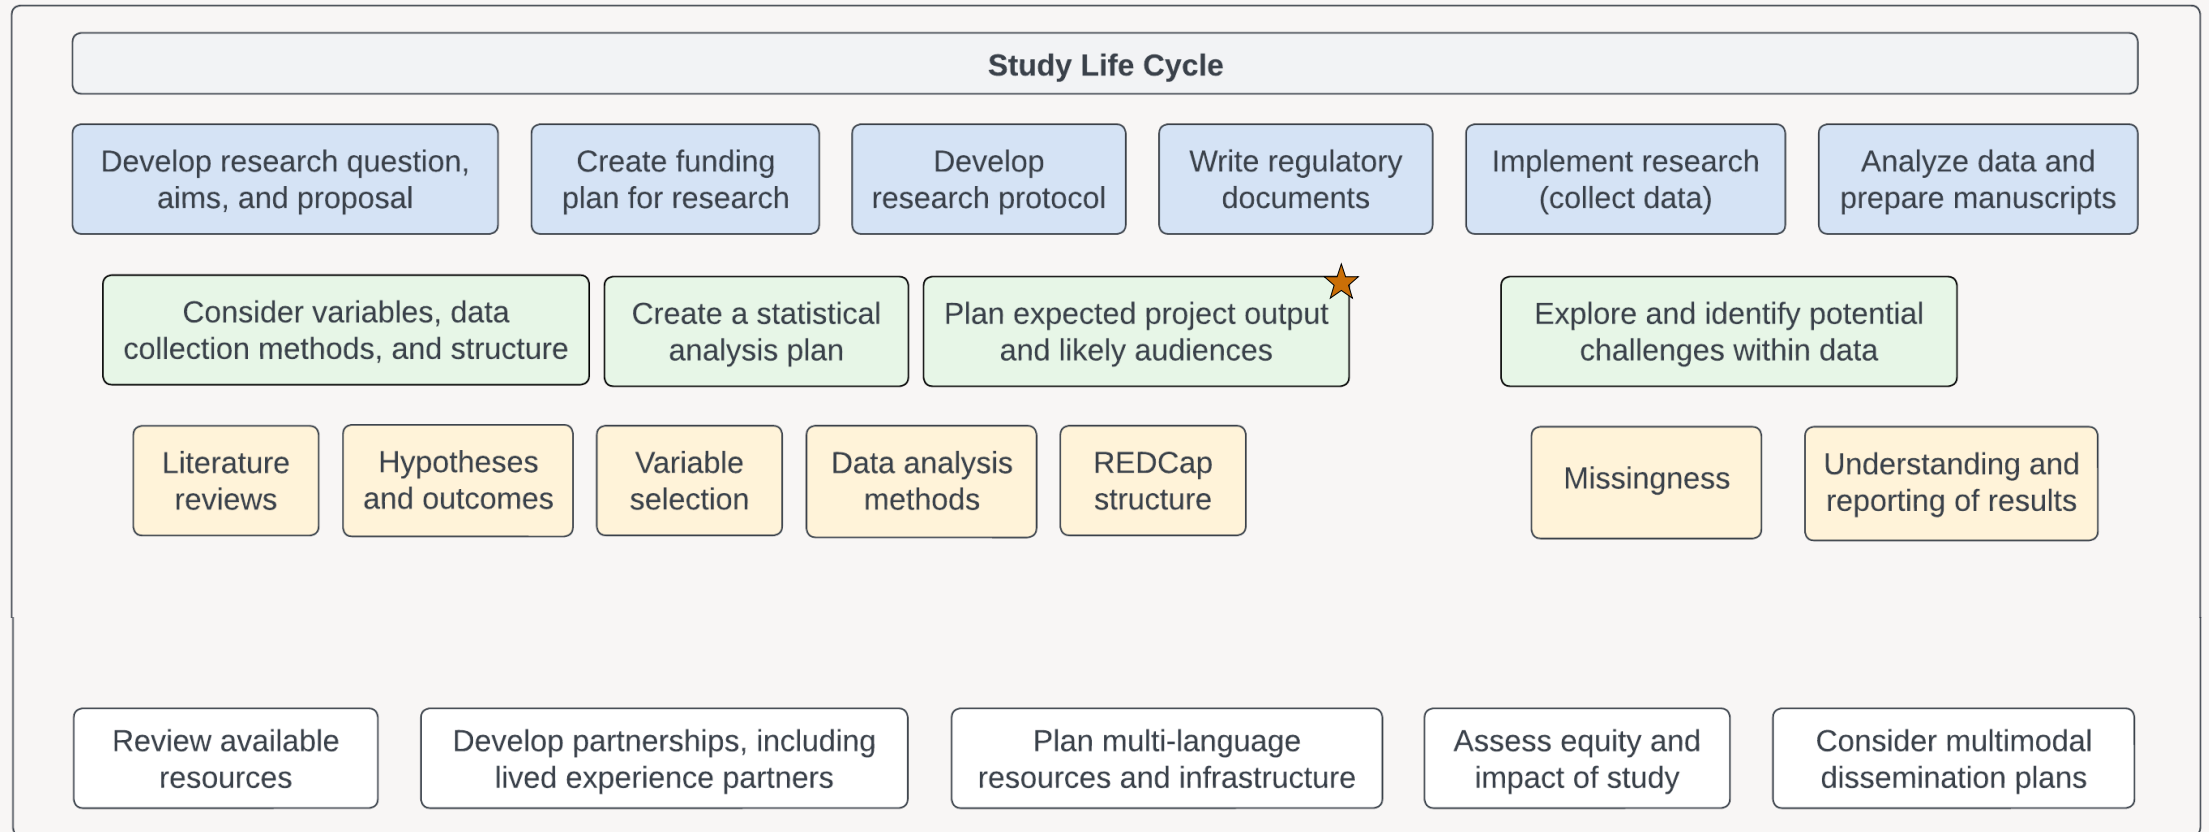 Study Life Cycle
Develop research question,
aims, and proposal
Create funding
plan for research
Develop
research protocol
Write regulatory
documents
Implement research
(collect data)
Analyze data and
prepare manuscripts
Consider variables, data
collection methods, and structure
Create a statistical
analysis plan
Plan expected project output
and likely audiences
Explore and identify potential
challenges within data
Literature
reviews
Hypotheses
and outcomes
Variable
selection
Data analysis
methods
REDCap
structure
Missingness
Understanding and
reporting of results
Review available
resources
Develop partnerships, including
lived experience partners
Plan multi-language
resources and infrastructure
Assess equity and
impact of study
Consider multimodal
dissemination plans